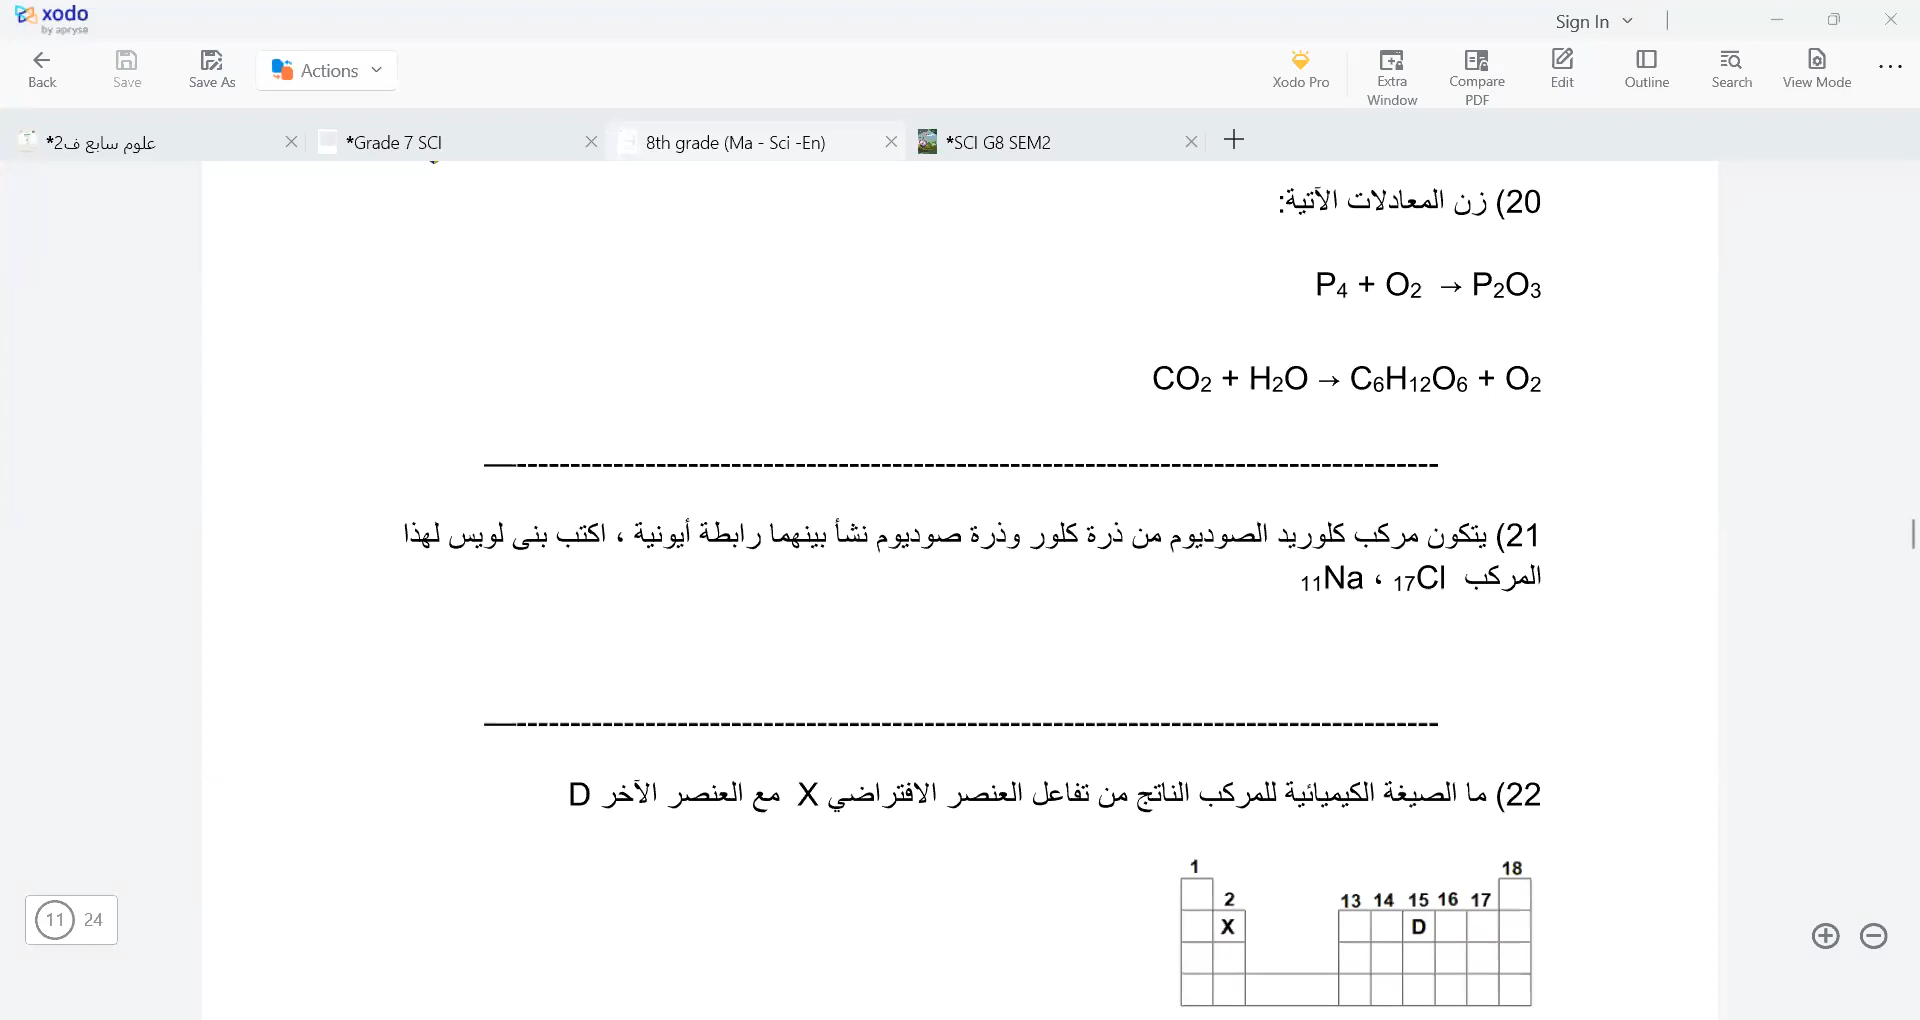 xodo
by apryse
Sign In
Back
Save
Save As
Actions
Xodo Pro
Extra Window
Compare PDF
Edit
Outline
Search
View Mode
*علوم سابع ف2
*Grade 7 SCI
8th grade (Ma - Sci -En)
*SCI G8 SEM2
20) زن المعادلات الآتية:
P₄ + O₂ → P₂O₃
CO₂ + H₂O → C₆H₁₂O₆ + O₂
21) يتكون مركب كلوريد الصوديوم من ذرة كلور وذرة صوديوم نشأ بينهما رابطة أيونية ، اكتب بنى لويس لهذا
المركب ₁₇Cl ، ₁₁Na
22) ما الصيغة الكيميائية للمركب الناتج من تفاعل العنصر الافتراضي X مع العنصر الآخر D
1 18
2 13 14 15 16 17
X D
11 24